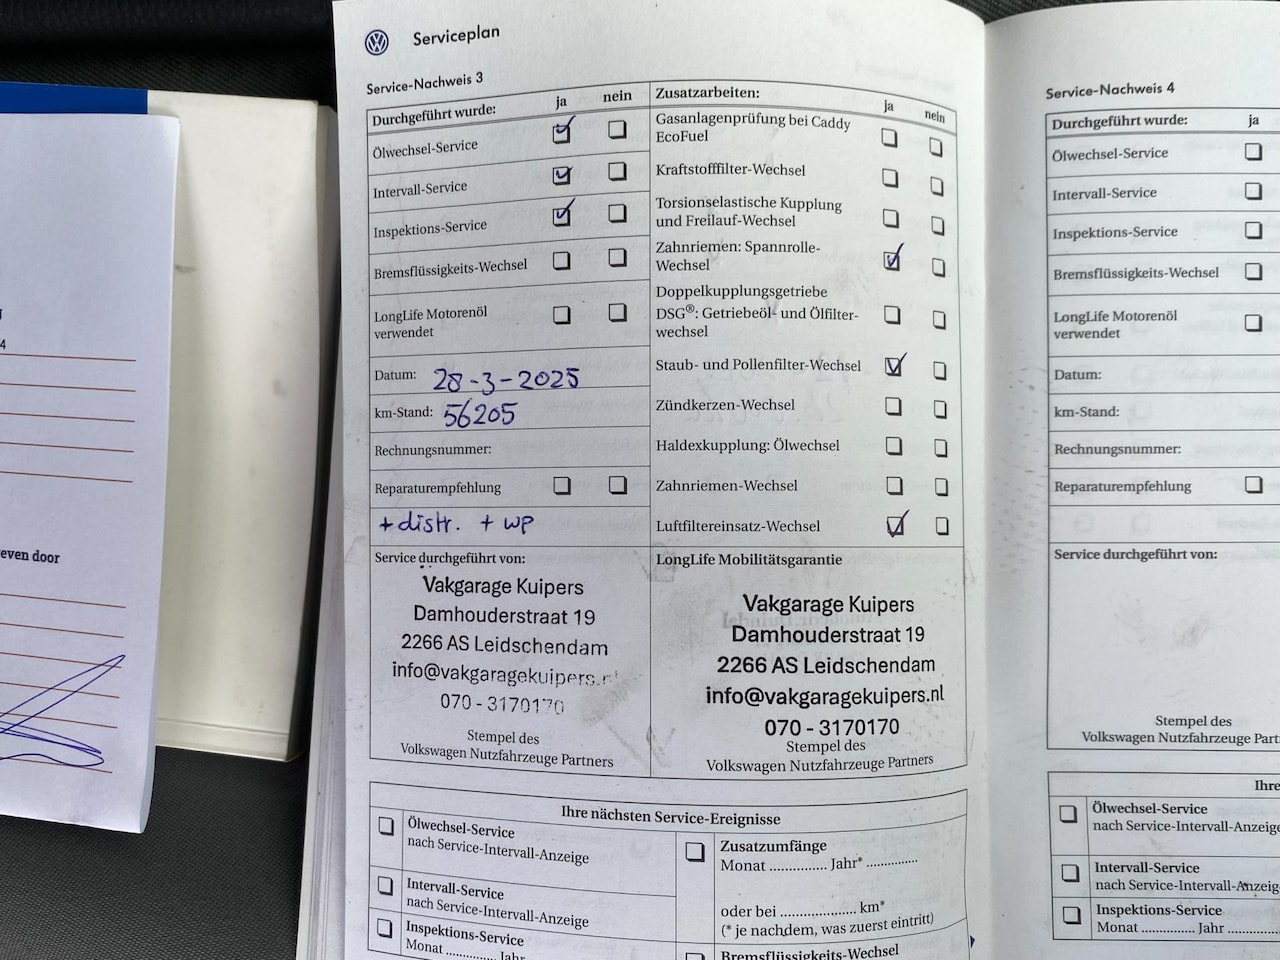 Serviceplan
Service-Nachweis 3
Durchgeführt wurde: ja nein
Ölwechsel-Service
Intervall-Service
Inspektions-Service
Bremsflüssigkeits-Wechsel
LongLife Motorenöl
verwendet
Datum: 28-3-2025
km-Stand: 56205
Rechnungsnummer:
Reparaturempfehlung
+ distr. + wp
Service durchgeführt von:
Vakgarage Kuipers
Damhouderstraat 19
2266 AS Leidschendam
info@vakgaragekuipers.nl
070 - 3170170
Stempel des
Volkswagen Nutzfahrzeuge Partners
Zusatzarbeiten: ja nein
Gasanlagenprüfung bei Caddy
EcoFuel
Kraftstofffilter-Wechsel
Torsionselastische Kupplung
und Freilauf-Wechsel
Zahnriemen: Spannrolle-
Wechsel
Doppelkupplungsgetriebe
DSG®: Getriebeöl- und Ölfilter-
wechsel
Staub- und Pollenfilter-Wechsel
Zündkerzen-Wechsel
Haldexkupplung: Ölwechsel
Zahnriemen-Wechsel
Luftfiltereinsatz-Wechsel
LongLife Mobilitätsgarantie
Vakgarage Kuipers
Damhouderstraat 19
2266 AS Leidschendam
info@vakgaragekuipers.nl
070 - 3170170
Stempel des
Volkswagen Nutzfahrzeuge Partners
Ihre nächsten Service-Ereignisse
Ölwechsel-Service
nach Service-Intervall-Anzeige
Intervall-Service
nach Service-Intervall-Anzeige
Inspektions-Service
Monat .............. Jahr
Zusatzumfänge
Monat .............. Jahr* ..............
oder bei .................... km*
(* je nachdem, was zuerst eintritt)
Bremsflüssigkeits-Wechsel
Service-Nachweis 4
Durchgeführt wurde: ja
Ölwechsel-Service
Intervall-Service
Inspektions-Service
Bremsflüssigkeits-Wechsel
LongLife Motorenöl
verwendet
Datum:
km-Stand:
Rechnungsnummer:
Reparaturempfehlung
Service durchgeführt von:
Stempel des
Volkswagen Nutzfahrzeuge Part
Ihre
Ölwechsel-Service
nach Service-Intervall-Anzeige
Intervall-Service
nach Service-Intervall-Anzeige
Inspektions-Service
Monat .............. Jahr ..............
4
even door